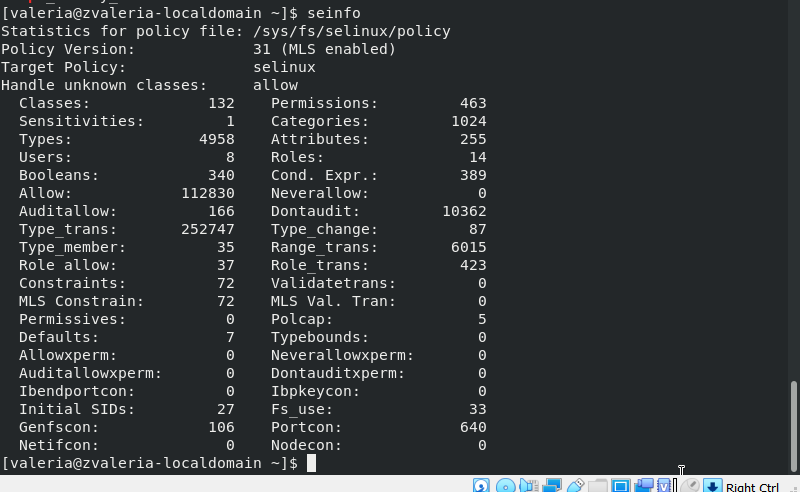 [valeria@zvaleria-localdomain ~]$ seinfo
Statistics for policy file: /sys/fs/selinux/policy
Policy Version:             31 (MLS enabled)
Target Policy:              selinux
Handle unknown classes:     allow
  Classes:             132    Permissions:         463
  Sensitivities:         1    Categories:         1024
  Types:              4958    Attributes:          255
  Users:                 8    Roles:                14
  Booleans:            340    Cond. Expr.:         389
  Allow:            112830    Neverallow:            0
  Auditallow:          166    Dontaudit:         10362
  Type_trans:       252747    Type_change:          87
  Type_member:          35    Range_trans:        6015
  Role allow:           37    Role_trans:          423
  Constraints:          72    Validatetrans:         0
  MLS Constrain:        72    MLS Val. Tran:         0
  Permissives:           0    Polcap:                5
  Defaults:              7    Typebounds:            0
  Allowxperm:            0    Neverallowxperm:       0
  Auditallowxperm:       0    Dontauditxperm:        0
  Ibendportcon:          0    Ibpkeycon:             0
  Initial SIDs:         27    Fs_use:               33
  Genfscon:            106    Portcon:             640
  Netifcon:              0    Nodecon:               0
[valeria@zvaleria-localdomain ~]$
Right Ctrl